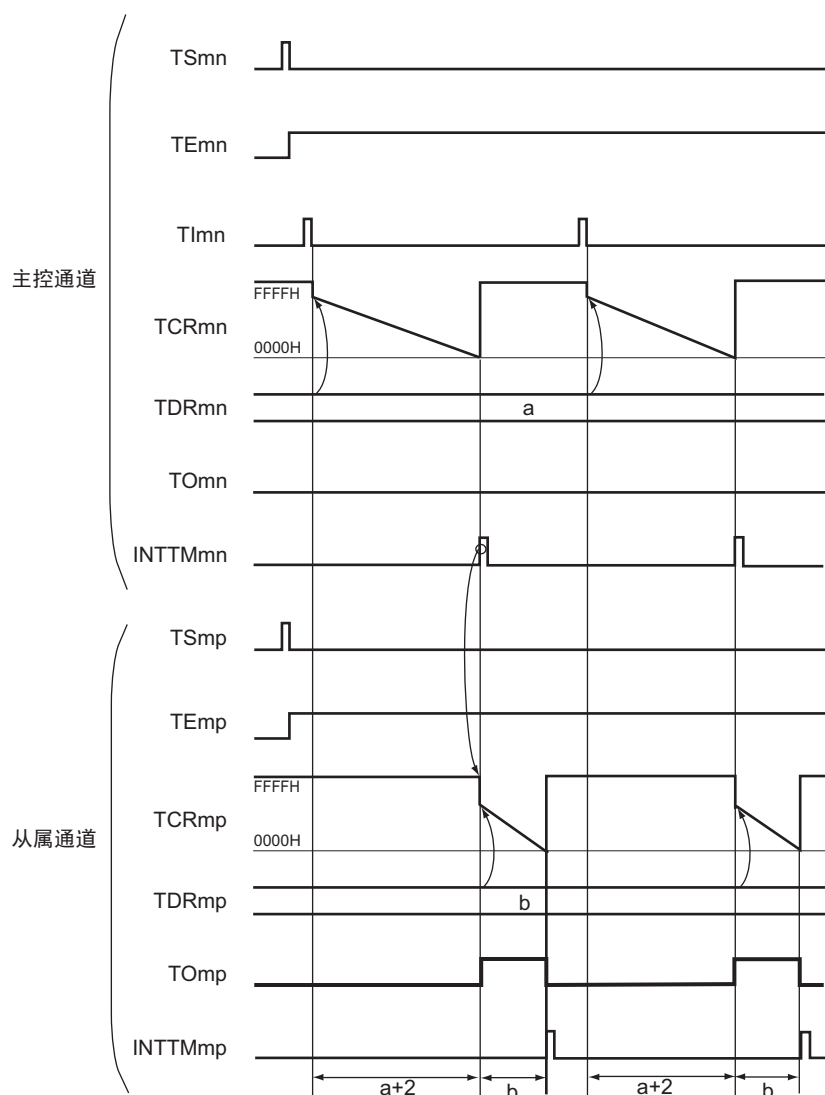 主控通道
TSmn
TEmn
TImn
FFFFH
TCRmn
0000H
TDRmn
a
TOmn
INTTMmn
从属通道
TSmp
TEmp
FFFFH
TCRmp
0000H
TDRmp
b
TOmp
INTTMmp
a+2 b a+2 b